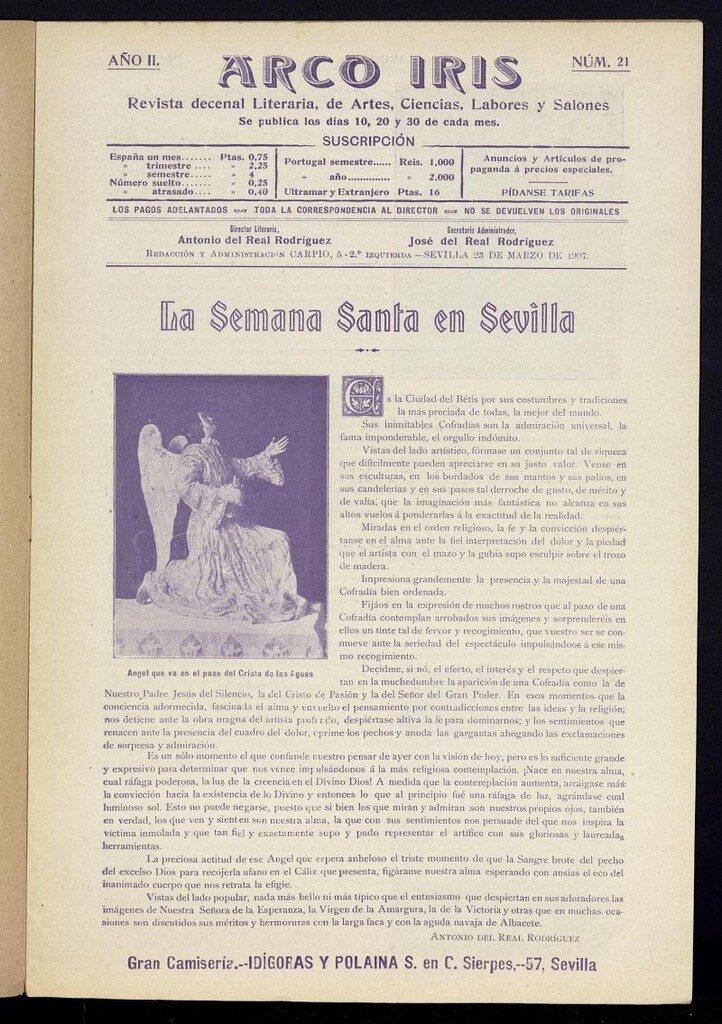 AÑO II.
ARCO IRIS
NÚM. 21
Revista decenal Literaria, de Artes, Ciencias, Labores y Salones
Se publica los días 10, 20 y 30 de cada mes.
SUSCRIPCIÓN
España un mes....... Ptas. 0,75
» trimestre .... » 2,25
» semestre..... » 4
Número suelto....... » 0,25
» atrasado.... » 0,40
Portugal semestre...... Reis. 1,000
» año.............. » 2,000
Ultramar y Extranjero Ptas. 16
Anuncios y Artículos de pro-
paganda á precios especiales.
PÍDANSE TARIFAS
LOS PAGOS ADELANTADOS TODA LA CORRESPONDENCIA AL DIRECTOR NO SE DEVUELVEN LOS ORIGINALES
Director Literario,
Antonio del Real Rodríguez
Secretario Administrador,
José del Real Rodríguez
REDACCIÓN Y ADMINISTRACIÓN CARPIO, 5 - 2.º IZQUIERDA —SEVILLA 23 DE MARZO DE 1907.
La Semana Santa en Sevilla
Es la Ciudad del Bétis por sus costumbres y tradiciones
la más preciada de todas, la mejor del mundo.
Sus inimitables Cofradías son la admiración universal, la
fama imponderable, el orgullo indómito.
Vistas del lado artístico, fórmase un conjunto tal de riqueza
que dificilmente pueden apreciarse en su justo valor. Vense en
sus esculturas, en los bordados de sus mantos y sus palios, en
sus candelerías y en sus pasos tal derroche de gusto, de mérito y
de valía, que la imaginación más fantástica no alcanza en sus
altos vuelos á ponderarlas á la exactitud de la realidad.
Miradas en el orden religioso, la fe y la convicción despiér-
tanse en el alma ante la fiel interpretación del dolor y la piedad
que el artista con el mazo y la gubia supo esculpir sobre el trozo
de madera.
Impresiona grandemente la presencia y la majestad de una
Cofradía bien ordenada.
Fijáos en la expresión de muchos rostros que al paso de una
Cofradía contemplan arrobados sus imágenes y sorprenderéis en
ellos un tinte tal de fervor y recogimiento, que vuestro ser se con-
mueve ante la seriedad del espectáculo impulsándos á ese mis-
mo recogimiento.
Decidme, si nó, el efecto, el interés y el respeto que despier-
tan en la muchedumbre la aparición de una Cofradía como la de
Angel que va en el paso del Cristo de las Aguas
Nuestro Padre Jesús del Silencio, la del Cristo de Pasión y la del Señor del Gran Poder. En esos momentos que la
conciencia adormecida, fascinada el alma y envuelto el pensamiento por contradicciones entre las ideas y la religión;
nos detiene ante la obra magna del artista profundo, despiértase altiva la fe para dominarnos; y los sentimientos que
renacen ante la presencia del cuadro del dolor, oprime los pechos y anuda las gargantas ahogando las exclamaciones
de sorpresa y admiración.
Es un sólo momento el que confunde nuestro pensar de ayer con la visión de hoy, pero es lo suficiente grande
y expresivo para determinar que nos vence impulsándonos á la más religiosa contemplación. ¡Nace en nuestra alma,
cual ráfaga poderosa, la luz de la creencia en el Divino Dios! A medida que la contemplación aumenta, arráigase más
la convicción hacia la existencia de lo Divino y entonces lo que al principio fué una ráfaga de luz, agrándase cual
luminoso sol. Esto no puede negarse, puesto que si bien los que miran y admiran son nuestros propios ojos, también
en verdad, los que ven y sienten son nuestra alma, la que con sus sentimientos nos persuade del que nos inspira la
víctima inmolada y que tan fiel y exactamente supo y pudo representar el artífice con sus gloriosas y laureadas
herramientas.
La preciosa actitud de ese Angel que espera anheloso el triste momento de que la Sangre brote del pecho
del excelso Dios para recojerla ufano en el Cáliz que presenta, figúrame nuestra alma esperando con ansias el eco del
inanimado cuerpo que nos retrata la efigie.
Vistas del lado popular, nada más bello ni más típico que el entusiasmo que despiertan en sus adoradores las
imágenes de Nuestra Señora de la Esperanza, la Virgen de la Amargura, la de la Victoria y otras que en muchas oca-
siones son discutidos sus méritos y hermosuras con la larga faca y con la aguda navaja de Albacete.
ANTONIO DEL REAL RODRÍGUEZ
Gran Camisería.--IDÍGORAS Y POLAINA S. en C. Sierpes,--57, Sevilla